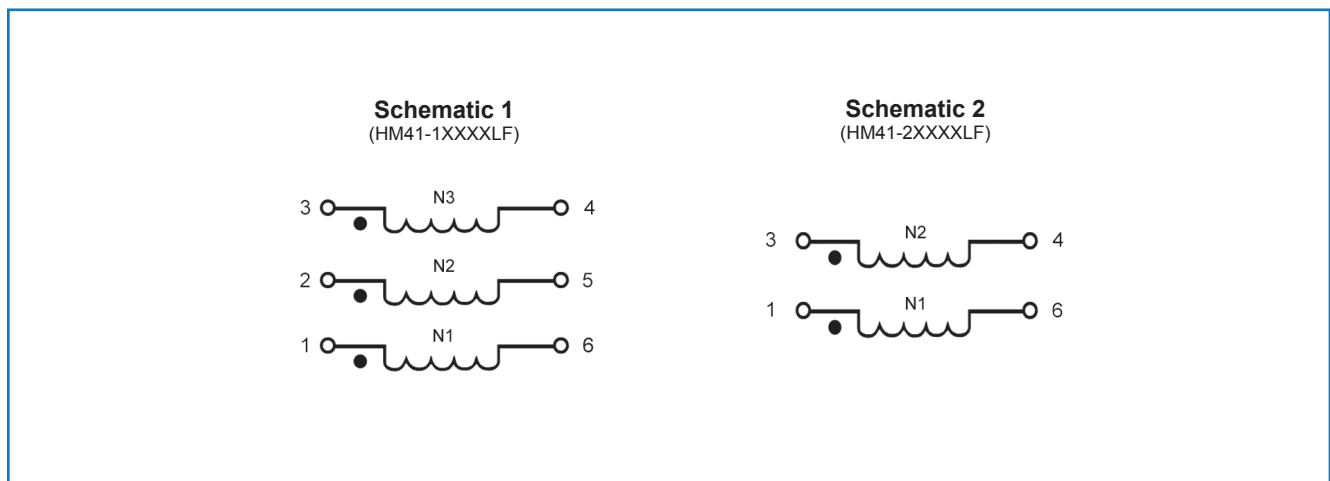 Schematic 1
(HM41-1XXXXLF)
3 N3 4
2 N2 5
1 N1 6
Schematic 2
(HM41-2XXXXLF)
3 N2 4
1 N1 6